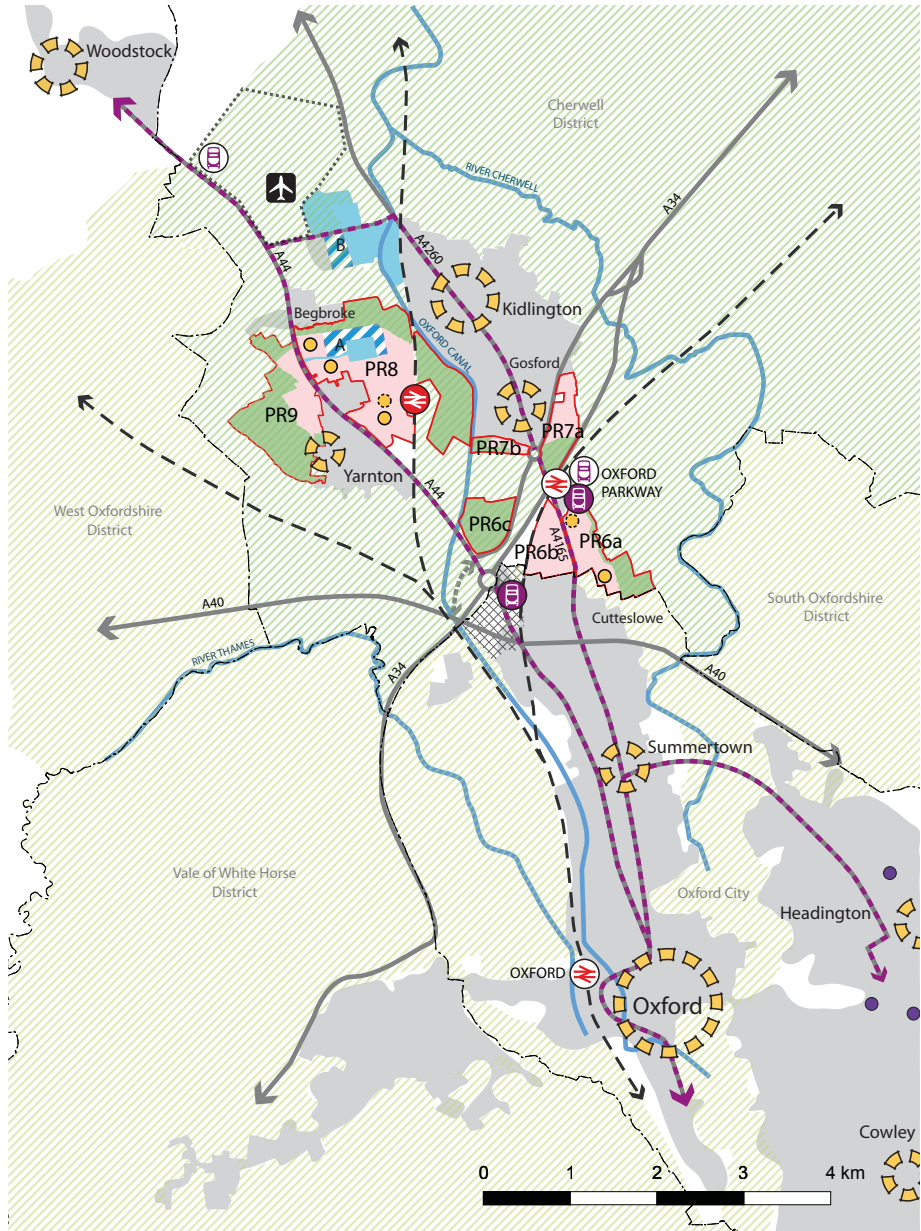 Woodstock
Cherwell
District
RIVER CHERWELL
A34
A44
B
A4260
Kidlington
Begbroke
OXFORD CANAL
A
PR8
Gosford
PR9
PR7a
PR7b
Yarnton
A44
OXFORD
PARKWAY
West Oxfordshire
District
PR6c
PR6b
A4165
PR6a
A40
Cutteslowe
South Oxfordshire
District
RIVER THAMES
A34
A40
Summertown
Vale of White Horse
District
Oxford City
Headington
OXFORD
Oxford
Cowley
0 1 2 3 4 km